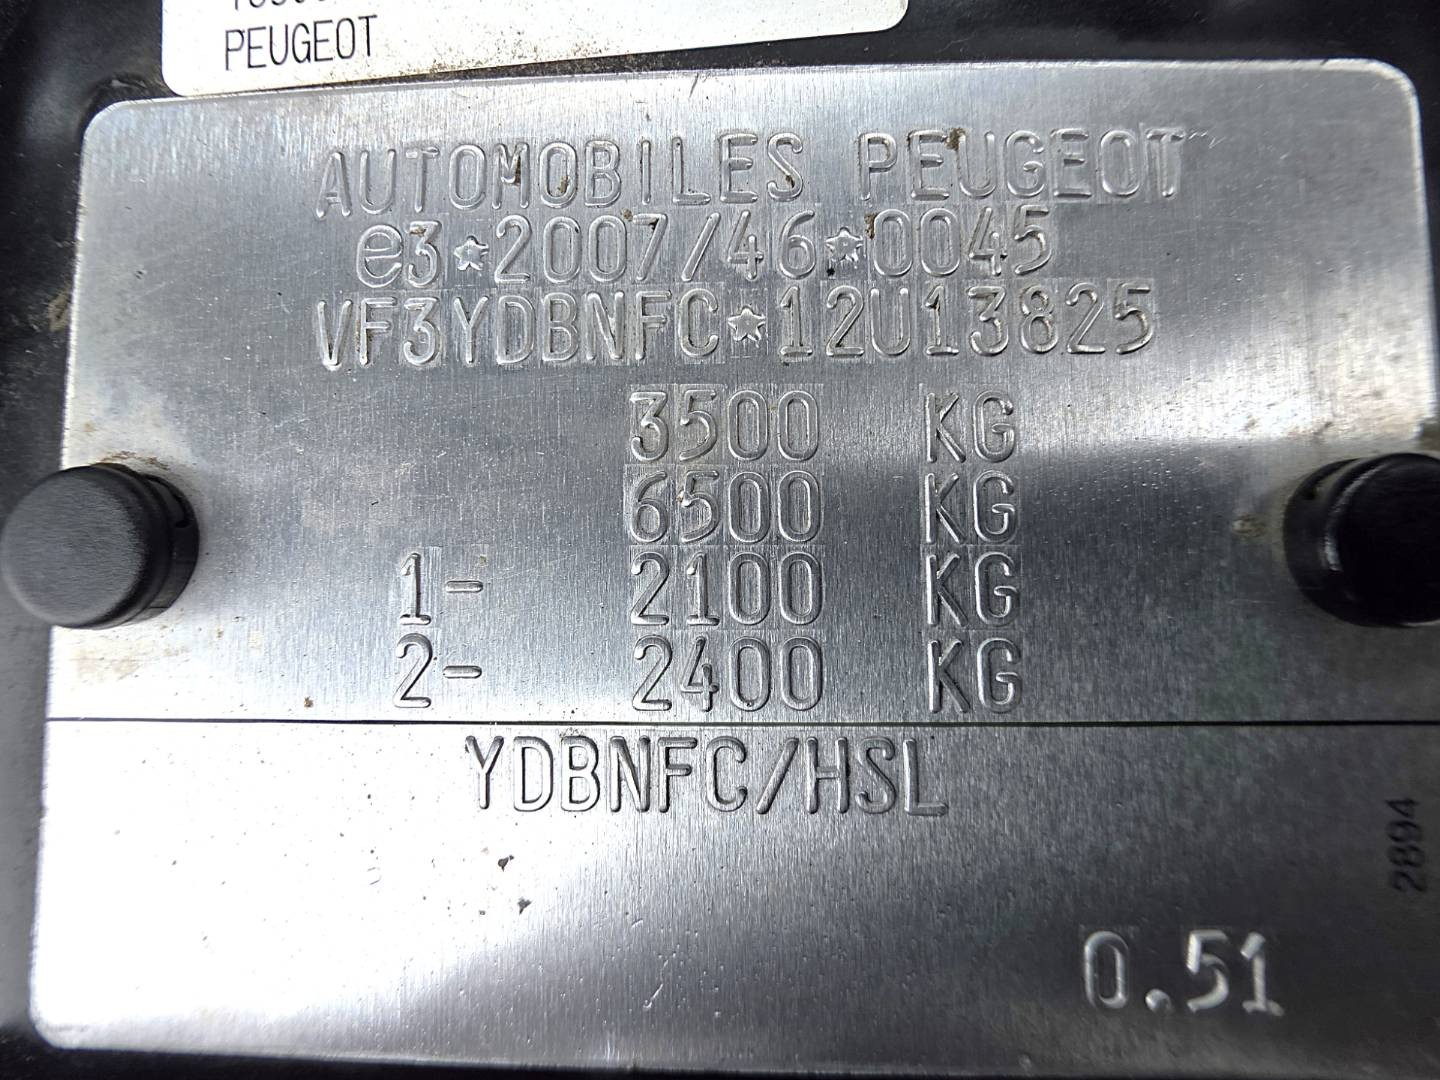 PEUGEOT
AUTOMOBILES PEUGEOT
e3*2007/46*0045
VF3YDBNFC*12U13825
3500 KG
6500 KG
1- 2100 KG
2- 2400 KG
YDBNFC/HSL
2894
0.51